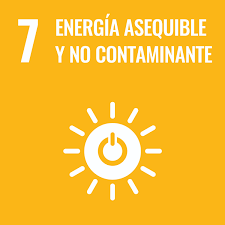 7 ENERGÍA ASEQUIBLE
Y NO CONTAMINANTE